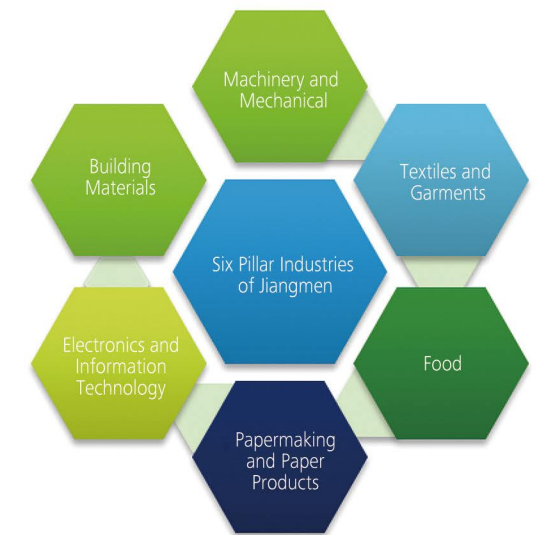 Machinery and
Mechanical
Textiles and
Garments
Building
Materials
Six Pillar Industries
of Jiangmen
Food
Electronics and
Information
Technology
Papermaking
and Paper
Products